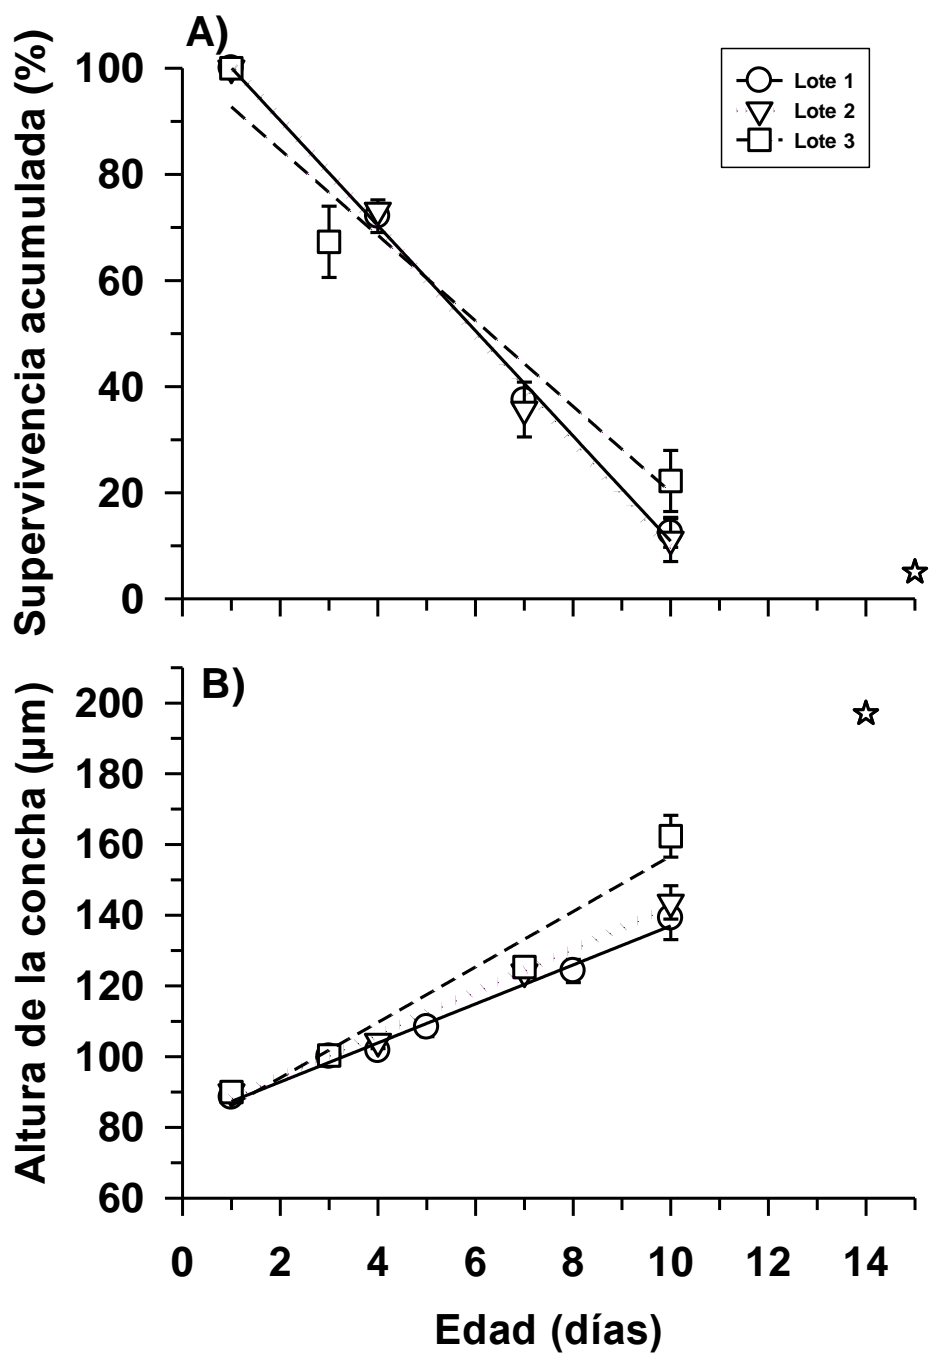 A)
Supervivencia acumulada (%)
100
80
60
40
20
0
Lote 1
Lote 2
Lote 3
B)
Altura de la concha (μm)
200
180
160
140
120
100
80
60
0 2 4 6 8 10 12 14
Edad (días)